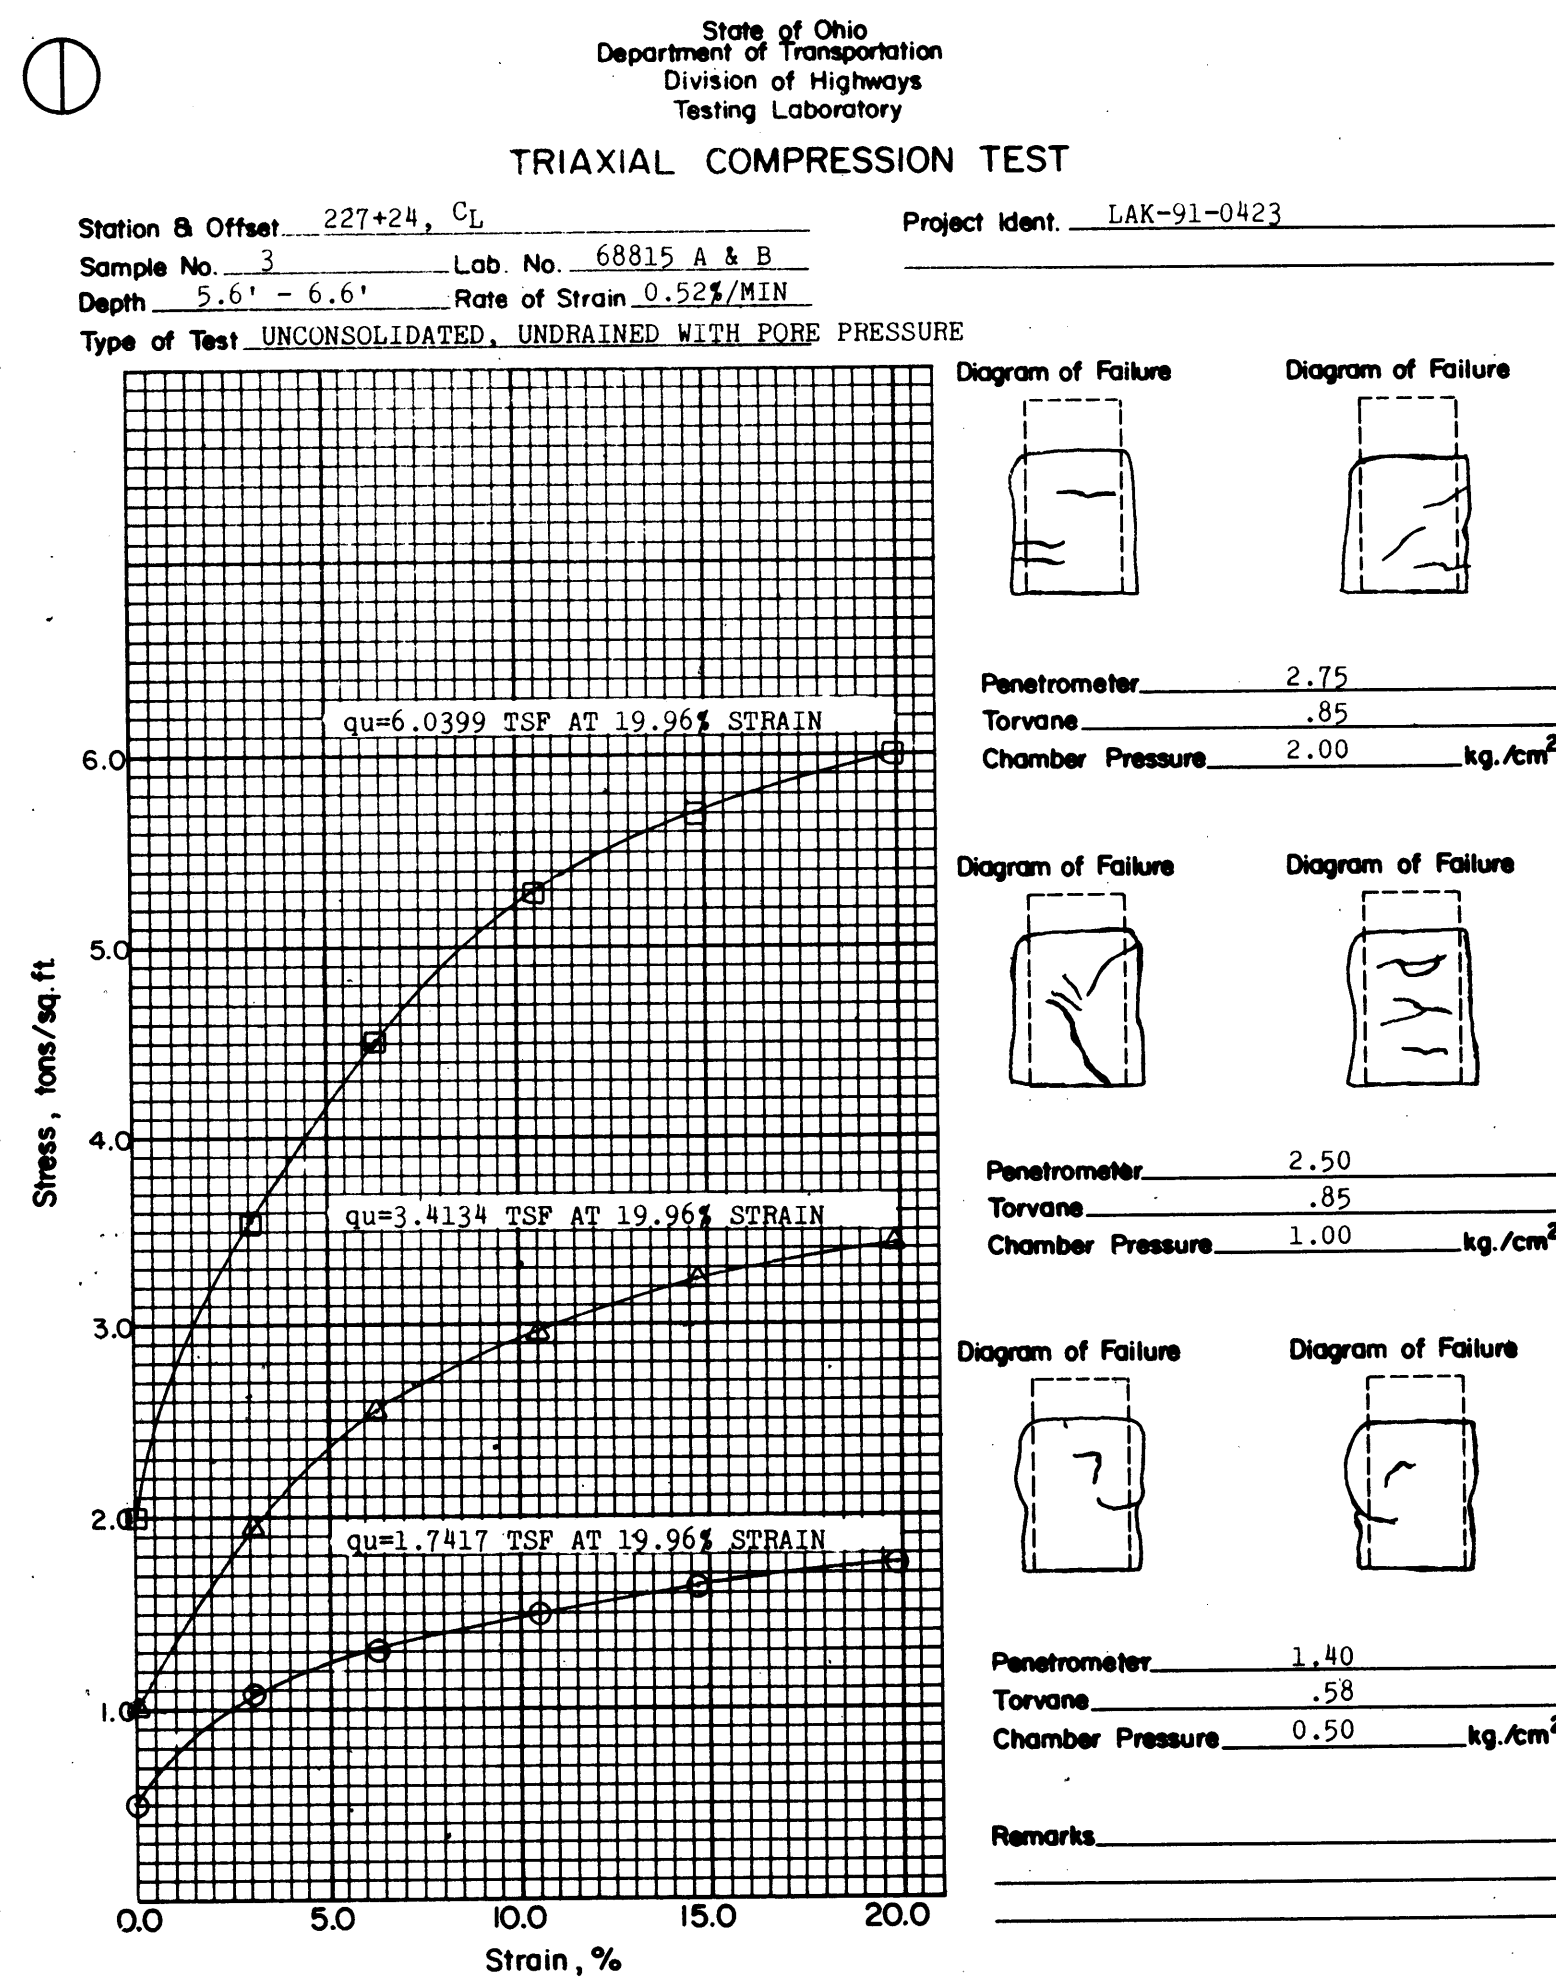 State of Ohio
Department of Transportation
Division of Highways
Testing Laboratory
TRIAXIAL COMPRESSION TEST
Station & Offset 227+24, CL
Project Ident. LAK-91-0423
Sample No. 3 Lab. No. 68815 A & B
Depth 5.6' - 6.6' Rate of Strain 0.52%/MIN
Type of Test UNCONSOLIDATED, UNDRAINED WITH PORE PRESSURE
Diagram of Failure Diagram of Failure
Penetrometer 2.75
Torvane .85
Chamber Pressure 2.00 kg./cm²
qu=6.0399 TSF AT 19.96% STRAIN
6.0
5.0
4.0
3.0
2.0
1.0
Stress, tons/sq.ft.
Diagram of Failure Diagram of Failure
Penetrometer 2.50
Torvane .85
Chamber Pressure 1.00 kg./cm²
qu=3.4134 TSF AT 19.96% STRAIN
Diagram of Failure Diagram of Failure
qu=1.7417 TSF AT 19.96% STRAIN
Penetrometer 1.40
Torvane .58
Chamber Pressure 0.50 kg./cm²
Remarks
0.0 5.0 10.0 15.0 20.0
Strain, %